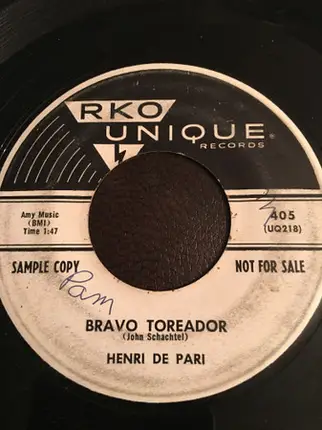 RKO
UNIQUE
RECORDS
Amy Music
(BMI)
Time 1:47
405
(UQ218)
SAMPLE COPY
NOT FOR SALE
Pam
BRAVO TOREADOR
(John Schachtel)
HENRI DE PARI